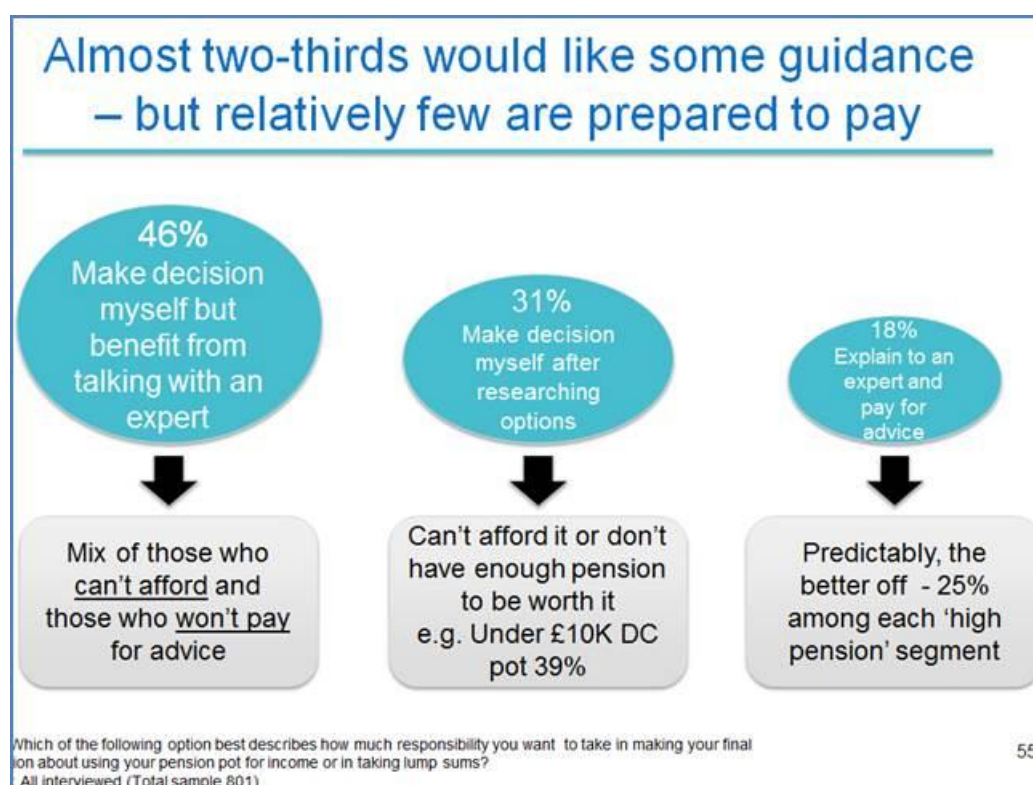 Almost two-thirds would like some guidance
– but relatively few are prepared to pay
46%
Make decision
myself but
benefit from
talking with an
expert
31%
Make decision
myself after
researching
options
18%
Explain to an
expert and
pay for
advice
Mix of those who
can't afford and
those who won't pay
for advice
Can't afford it or don't
have enough pension
to be worth it
e.g. Under £10K DC
pot 39%
Predictably, the
better off - 25%
among each 'high
pension' segment
Which of the following option best describes how much responsibility you want to take in making your final
ion about using your pension pot for income or in taking lump sums?
All interviewed (Total sample 801)
55